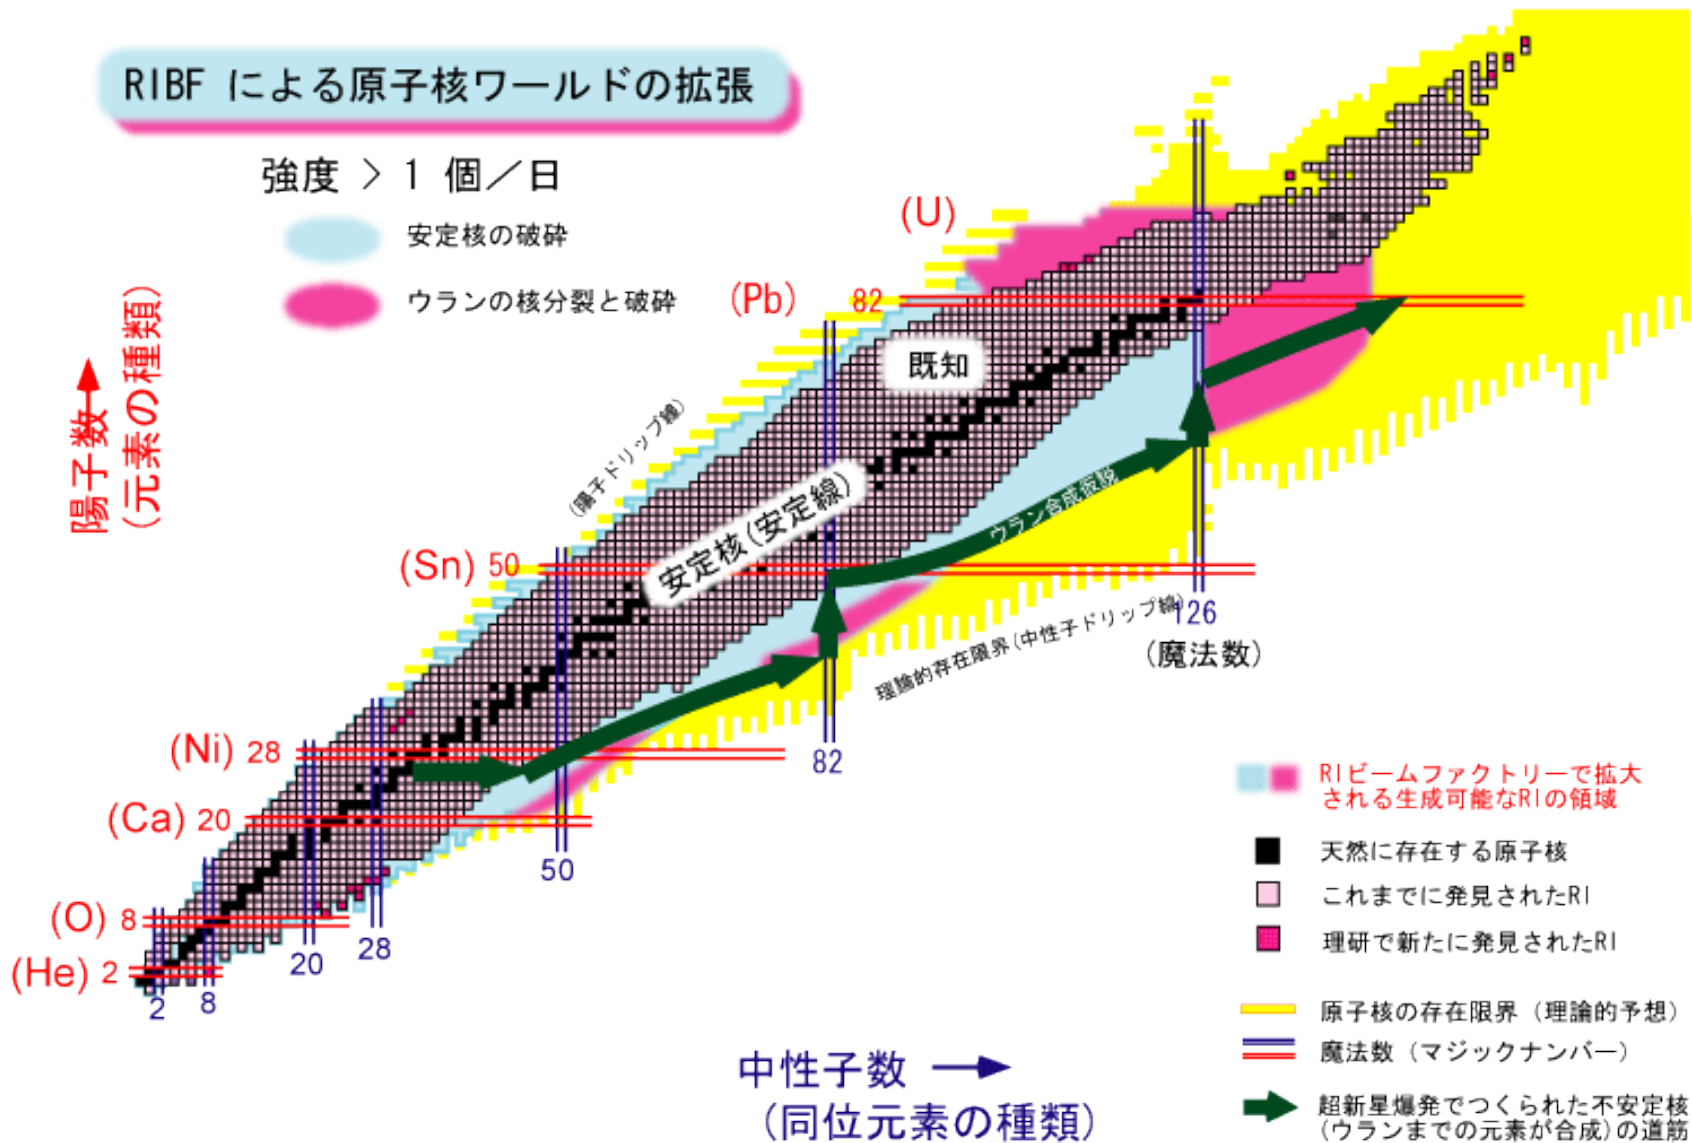 RIBF による原子核ワールドの拡張
強度 > 1 個/日
安定核の破砕
ウランの核分裂と破砕
(U)
(Pb) 82
既知
(陽子ドリップ線)
安定核(安定線)
ウラン合成仮説
(Sn) 50
126
(魔法数)
理論的存在限界(中性子ドリップ線)
陽子数
(元素の種類)
(Ni) 28
82
(Ca) 20
50
(O) 8
28
20
(He) 2
8
2
中性子数
(同位元素の種類)
RIビームファクトリーで拡大
される生成可能なRIの領域
天然に存在する原子核
これまでに発見されたRI
理研で新たに発見されたRI
原子核の存在限界(理論的予想)
魔法数(マジックナンバー)
超新星爆発でつくられた不安定核
(ウランまでの元素が合成)の道筋